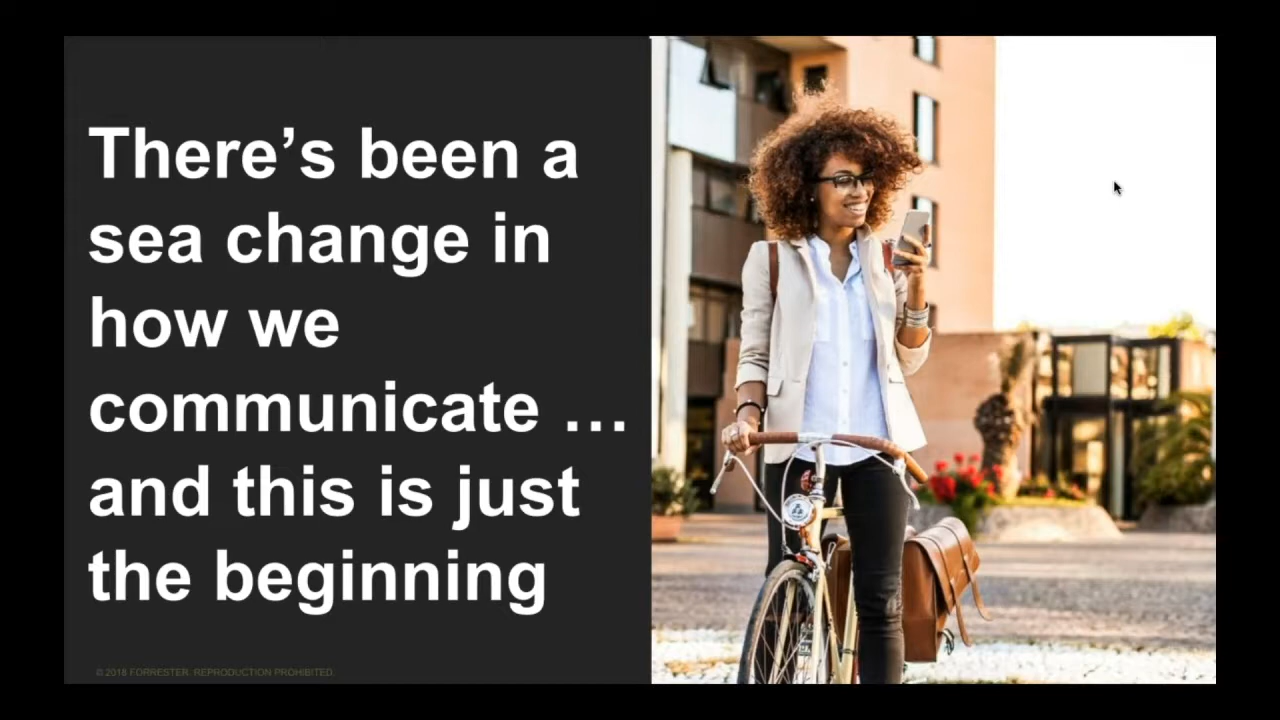 There’s been a
sea change in
how we
communicate …
and this is just
the beginning
© 2018 FORRESTER. REPRODUCTION PROHIBITED.